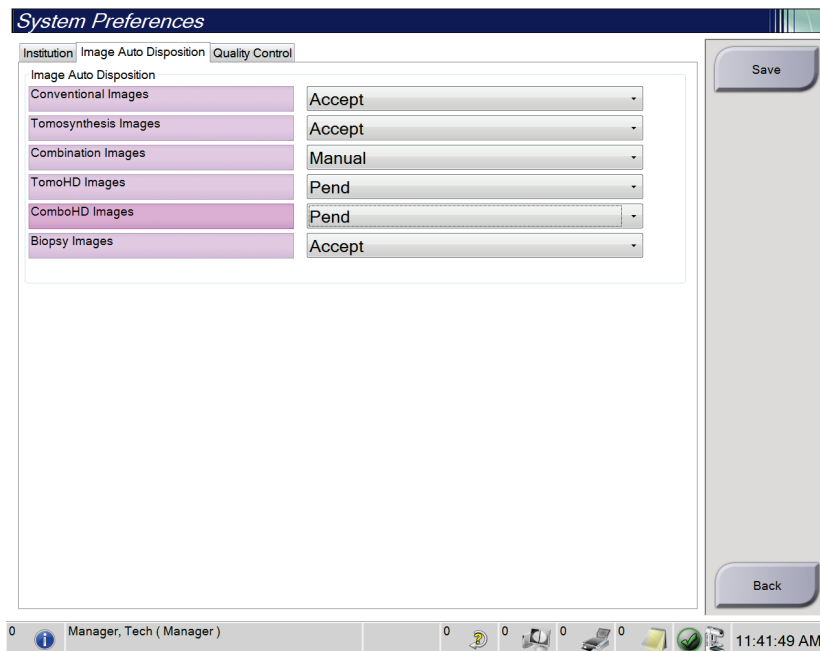 System Preferences
Institution Image Auto Disposition Quality Control
Save
Image Auto Disposition
Conventional Images Accept
Tomosynthesis Images Accept
Combination Images Manual
TomoHD Images Pend
ComboHD Images Pend
Biopsy Images Accept
Back
0 Manager, Tech ( Manager ) 0 0 0 0 11:41:49 AM